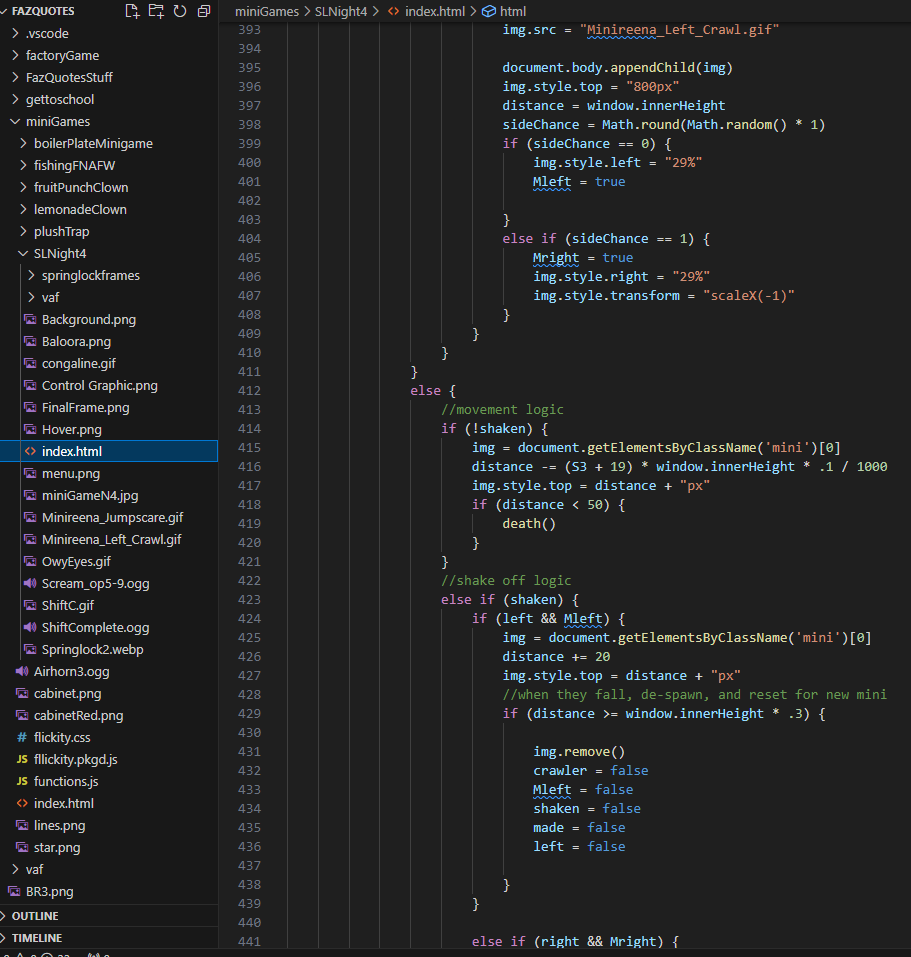 FAZQUOTES
.vscode
factoryGame
FazQuotesStuff
gettoschool
miniGames
boilerPlateMinigame
fishingFNAFW
fruitPunchClown
lemonadeClown
plushTrap
SLNight4
springlockframes
vaf
Background.png
Baloora.png
congaline.gif
Control Graphic.png
FinalFrame.png
Hover.png
index.html
menu.png
miniGameN4.jpg
Minireena_Jumpscare.gif
Minireena_Left_Crawl.gif
OwyEyes.gif
Scream_op5-9.ogg
ShiftC.gif
ShiftComplete.ogg
Springlock2.webp
Airhorn3.ogg
cabinet.png
cabinetRed.png
# flickity.css
JS fllickity.pkgd.js
JS functions.js
index.html
lines.png
star.png
vaf
BR3.png
OUTLINE
TIMELINE
miniGames > SLNight4 > index.html > html
393 img.src = "Minireena_Left_Crawl.gif"
394
395 document.body.appendChild(img)
396 img.style.top = "800px"
397 distance = window.innerHeight
398 sideChance = Math.round(Math.random() * 1)
399 if (sideChance == 0) {
400 img.style.left = "29%"
401 Mleft = true
402
403 }
404 else if (sideChance == 1) {
405 Mright = true
406 img.style.right = "29%"
407 img.style.transform = "scaleX(-1)"
408 }
409 }
410 }
411 }
412 else {
413 //movement logic
414 if (!shaken) {
415 img = document.getElementsByClassName('mini')[0]
416 distance -= (S3 + 19) * window.innerHeight * .1 / 1000
417 img.style.top = distance + "px"
418 if (distance < 50) {
419 death()
420 }
421 }
422 //shake off logic
423 else if (shaken) {
424 if (left && Mleft) {
425 img = document.getElementsByClassName('mini')[0]
426 distance += 20
427 img.style.top = distance + "px"
428 //when they fall, de-spawn, and reset for new mini
429 if (distance >= window.innerHeight * .3) {
430
431 img.remove()
432 crawler = false
433 Mleft = false
434 shaken = false
435 made = false
436 left = false
437
438 }
439 }
440
441 else if (right && Mright) {